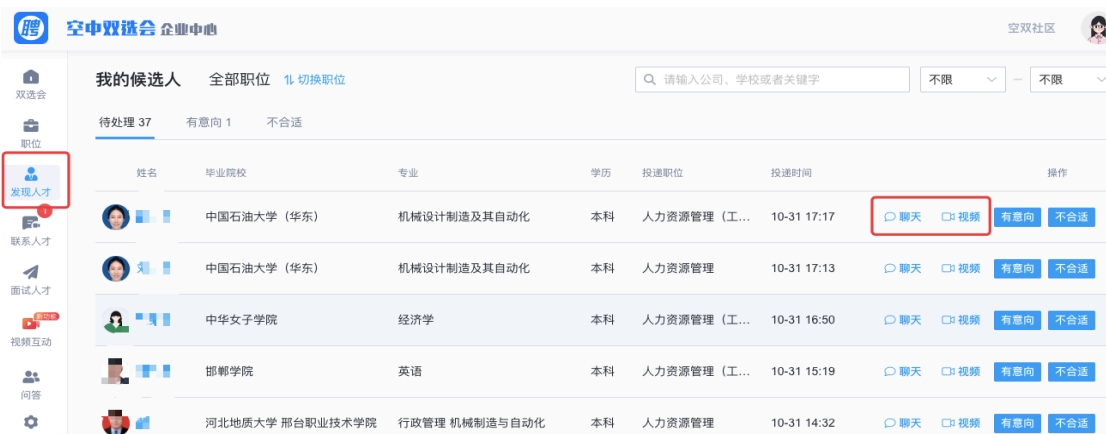 聘 空中双选会 企业中心 空双社区
双选会
职位
发现人才
1
联系人才
面试人才
新功能
视频互动
问答
我的候选人 全部职位 切换职位 请输入公司、学校或者关键字 不限 — 不限
待处理 37 有意向 1 不合适
姓名 毕业院校 专业 学历 投递职位 投递时间 操作
中国石油大学（华东） 机械设计制造及其自动化 本科 人力资源管理（工... 10-31 17:17 聊天 视频 有意向 不合适
中国石油大学（华东） 机械设计制造及其自动化 本科 人力资源管理 10-31 17:13 聊天 视频 有意向 不合适
中华女子学院 经济学 本科 人力资源管理（工... 10-31 16:50 聊天 视频 有意向 不合适
邯郸学院 英语 本科 人力资源管理（工... 10-31 15:19 聊天 视频 有意向 不合适
河北地质大学 邢台职业技术学院 行政管理 机械制造与自动化 本科 人力资源管理（工... 10-31 14:32 聊天 视频 有意向 不合适